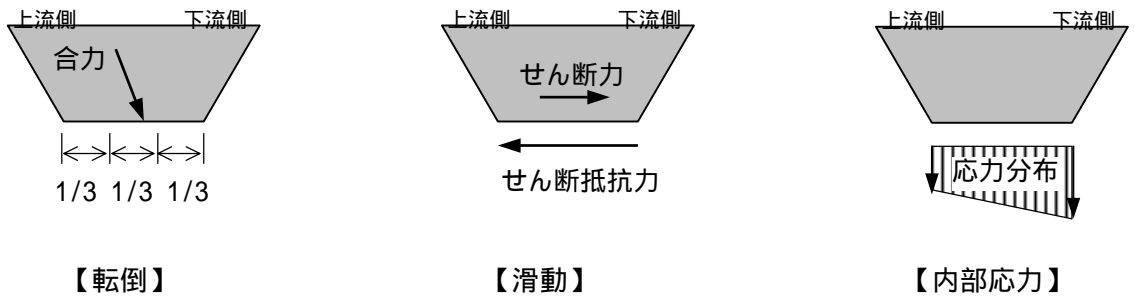 上流側 下流側
合力
1/3 1/3 1/3
【転倒】
上流側 下流側
せん断力
せん断抵抗力
【滑動】
上流側 下流側
応力分布
【内部応力】